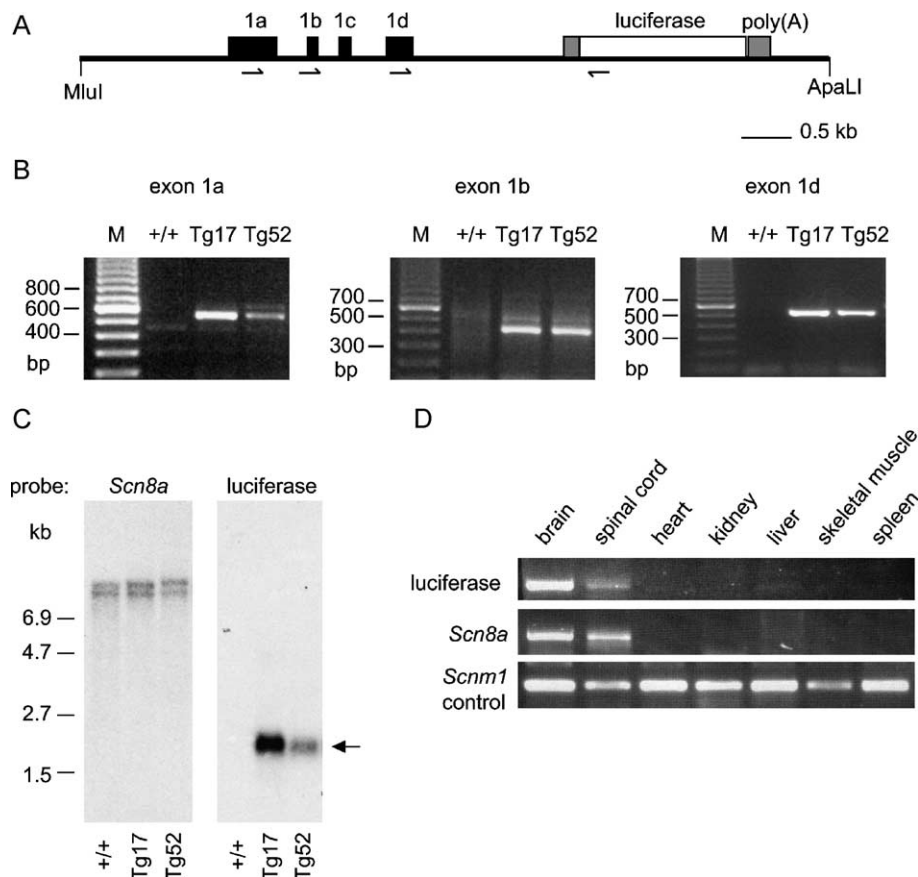 A
1a 1b 1c 1d luciferase poly(A)
MluI ApaLI
0.5 kb
B
exon 1a exon 1b exon 1d
M +/+ Tg17 Tg52 M +/+ Tg17 Tg52 M +/+ Tg17 Tg52
800
600
400
bp
700
500
300
bp
700
500
300
bp
C
probe: Scn8a luciferase
kb
6.9
4.7
2.7
1.5
+/+ Tg17 Tg52 +/+ Tg17 Tg52
D
brain spinal cord heart kidney liver skeletal muscle spleen
luciferase
Scn8a
Scnm1
control